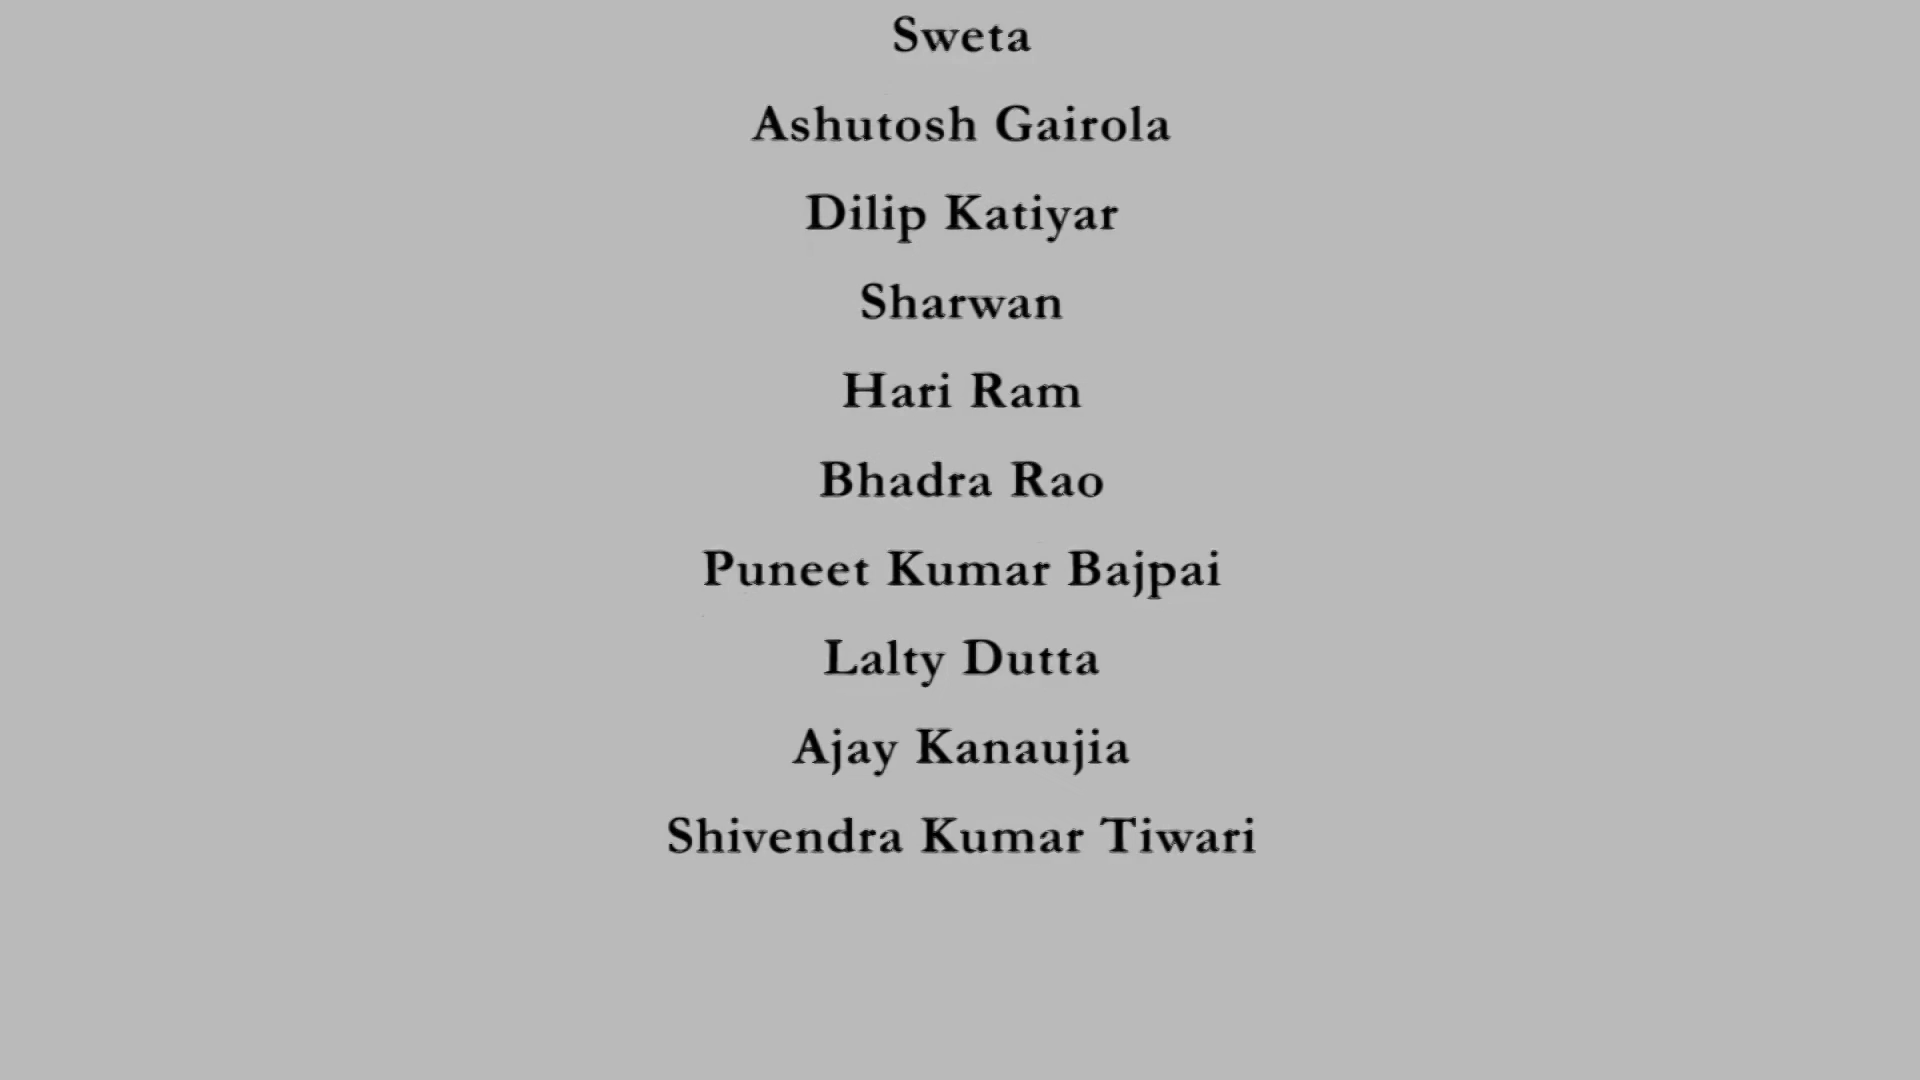 Sweta
Ashutosh Gairola
Dilip Katiyar
Sharwan
Hari Ram
Bhadra Rao
Puneet Kumar Bajpai
Lalty Dutta
Ajay Kanaujia
Shivendra Kumar Tiwari